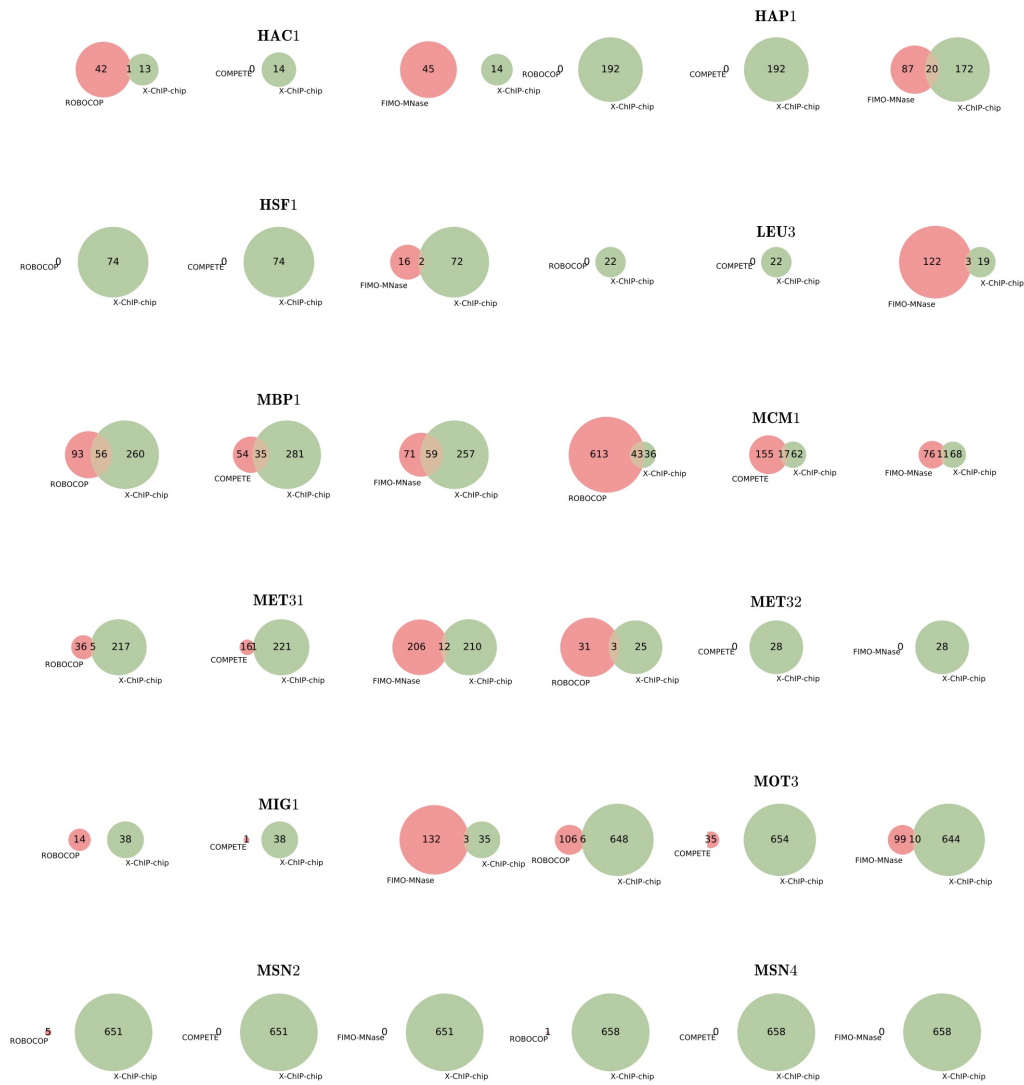 HAC1
HAP1
42 1 13
ROBOCOP
X-ChIP-chip
0 14
COMPETE
X-ChIP-chip
45 14
FIMO-MNase
X-ChIP-chip
0 192
ROBOCOP
X-ChIP-chip
0 192
COMPETE
X-ChIP-chip
87 20 172
FIMO-MNase
X-ChIP-chip
HSF1
LEU3
0 74
ROBOCOP
X-ChIP-chip
0 74
COMPETE
X-ChIP-chip
16 2 72
FIMO-MNase
X-ChIP-chip
0 22
ROBOCOP
X-ChIP-chip
0 22
COMPETE
X-ChIP-chip
122 3 19
FIMO-MNase
X-ChIP-chip
MBP1
MCM1
93 56 260
ROBOCOP
X-ChIP-chip
54 35 281
COMPETE
X-ChIP-chip
71 59 257
FIMO-MNase
X-ChIP-chip
613 43 36
ROBOCOP
X-ChIP-chip
155 17 62
COMPETE
X-ChIP-chip
76 11 68
FIMO-MNase
X-ChIP-chip
MET31
MET32
36 5 217
ROBOCOP
X-ChIP-chip
16 1 221
COMPETE
X-ChIP-chip
206 12 210
FIMO-MNase
X-ChIP-chip
31 3 25
ROBOCOP
X-ChIP-chip
0 28
COMPETE
X-ChIP-chip
0 28
FIMO-MNase
X-ChIP-chip
MIG1
MOT3
14 38
ROBOCOP
X-ChIP-chip
1 38
COMPETE
X-ChIP-chip
132 3 35
FIMO-MNase
X-ChIP-chip
106 6 648
ROBOCOP
X-ChIP-chip
35 654
COMPETE
X-ChIP-chip
99 10 644
FIMO-MNase
X-ChIP-chip
MSN2
MSN4
5 651
ROBOCOP
X-ChIP-chip
0 651
COMPETE
X-ChIP-chip
0 651
FIMO-MNase
X-ChIP-chip
1 658
ROBOCOP
X-ChIP-chip
0 658
COMPETE
X-ChIP-chip
0 658
FIMO-MNase
X-ChIP-chip